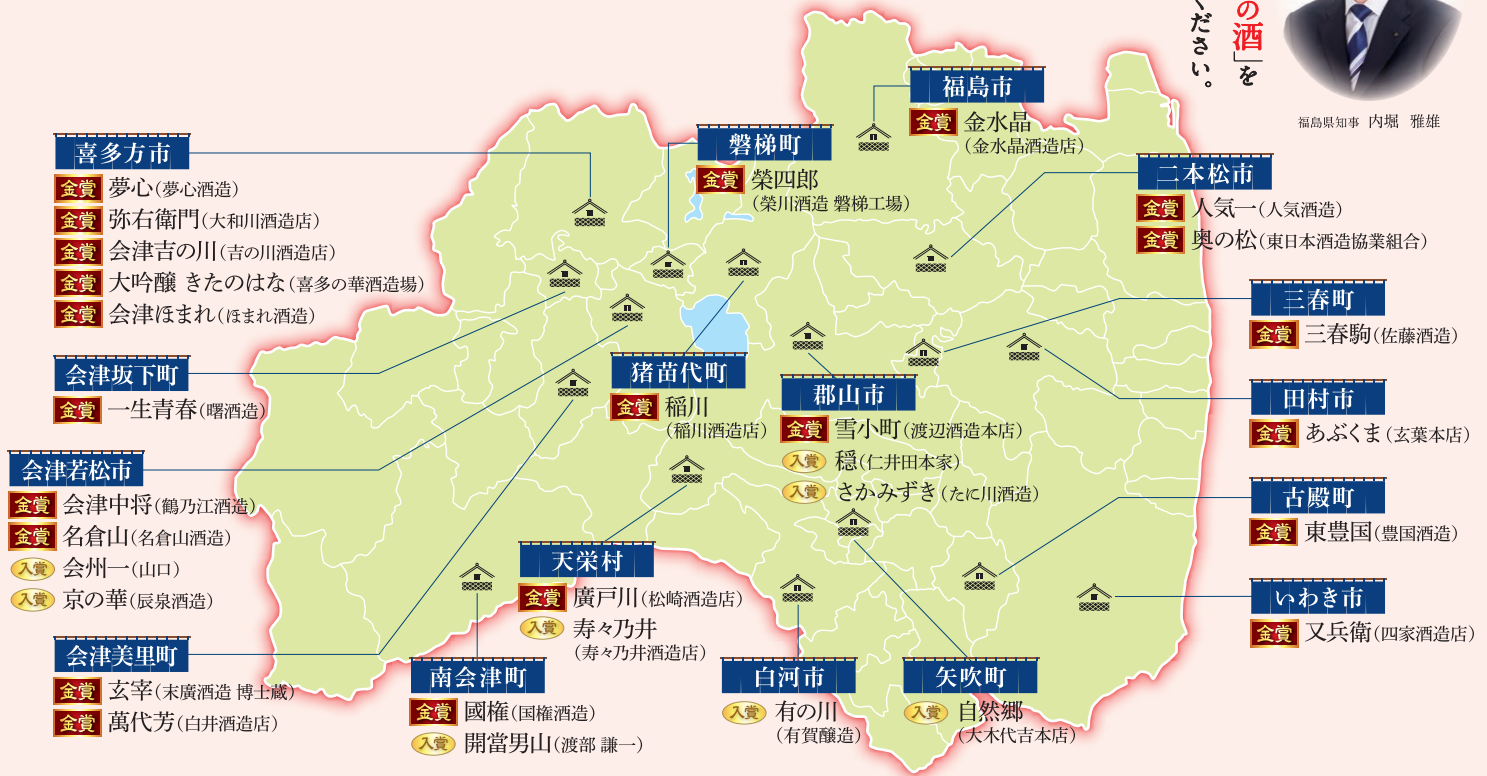 の酒」を
ください。
福島県知事 内堀 雅雄
喜多方市
金賞 夢心(夢心酒造)
金賞 弥右衛門(大和川酒造店)
金賞 会津吉の川(吉の川酒造店)
金賞 大吟醸 きたのはな(喜多の華酒造場)
金賞 会津ほまれ(ほまれ酒造)
会津坂下町
金賞 一生青春(曙酒造)
会津若松市
金賞 会津中将(鶴乃江酒造)
金賞 名倉山(名倉山酒造)
入賞 会州一(山口)
入賞 京の華(辰泉酒造)
会津美里町
金賞 玄宰(末廣酒造 博士蔵)
金賞 萬代芳(白井酒造店)
磐梯町
金賞 榮四郎
(榮川酒造 磐梯工場)
猪苗代町
金賞 稲川
(稲川酒造店)
天栄村
金賞 廣戸川(松崎酒造店)
入賞 寿々乃井
(寿々乃井酒造店)
南会津町
金賞 國権(国権酒造)
入賞 開當男山(渡部 謙一)
福島市
金賞 金水晶
(金水晶酒造店)
郡山市
金賞 雪小町(渡辺酒造本店)
入賞 穏(仁井田本家)
入賞 さかみずき(たに川酒造)
白河市
入賞 有の川
(有賀醸造)
矢吹町
入賞 自然郷
(大木代吉本店)
二本松市
金賞 人気一(人気酒造)
金賞 奥の松(東日本酒造協業組合)
三春町
金賞 三春駒(佐藤酒造)
田村市
金賞 あぶくま(玄葉本店)
古殿町
金賞 東豊国(豊国酒造)
いわき市
金賞 又兵衛(四家酒造店)